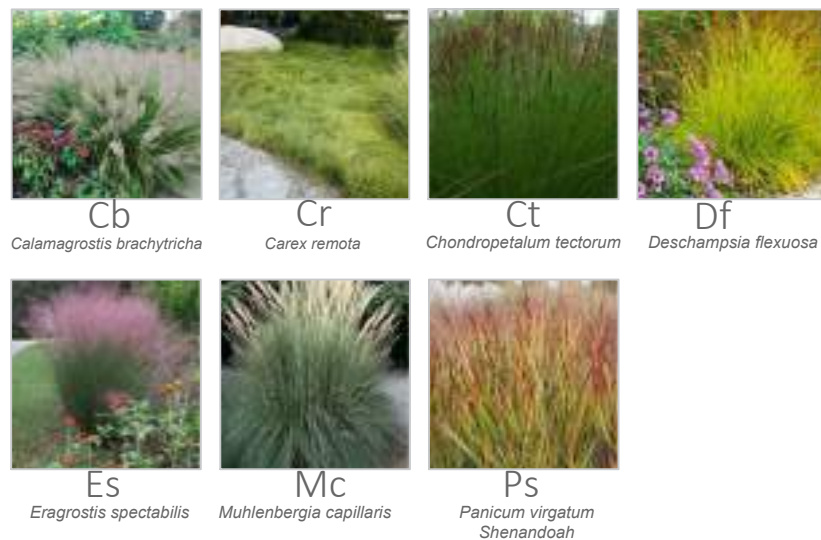 Cb
Cr
Ct
Df
Calamagrostis brachytricha
Carex remota
Chondropetalum tectorum
Deschampsia flexuosa
Es
Mc
Ps
Eragrostis spectabilis
Muhlenbergia capillaris
Panicum virgatum
Shenandoah